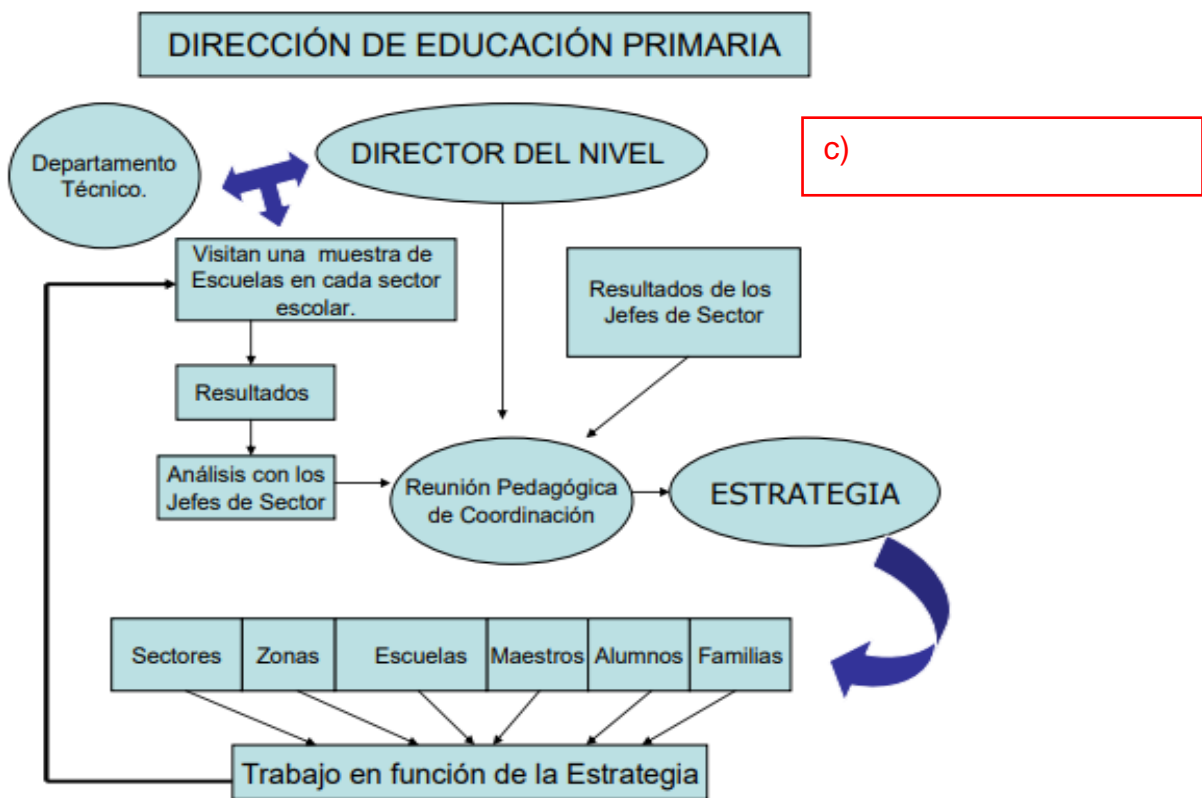 DIRECCIÓN DE EDUCACIÓN PRIMARIA
Departamento
Técnico.
DIRECTOR DEL NIVEL
c)
Visitan una muestra de
Escuelas en cada sector
escolar.
Resultados de los
Jefes de Sector
Resultados
Análisis con los
Jefes de Sector
Reunión Pedagógica
de Coordinación
ESTRATEGIA
Sectores
Zonas
Escuelas
Maestros
Alumnos
Familias
Trabajo en función de la Estrategia